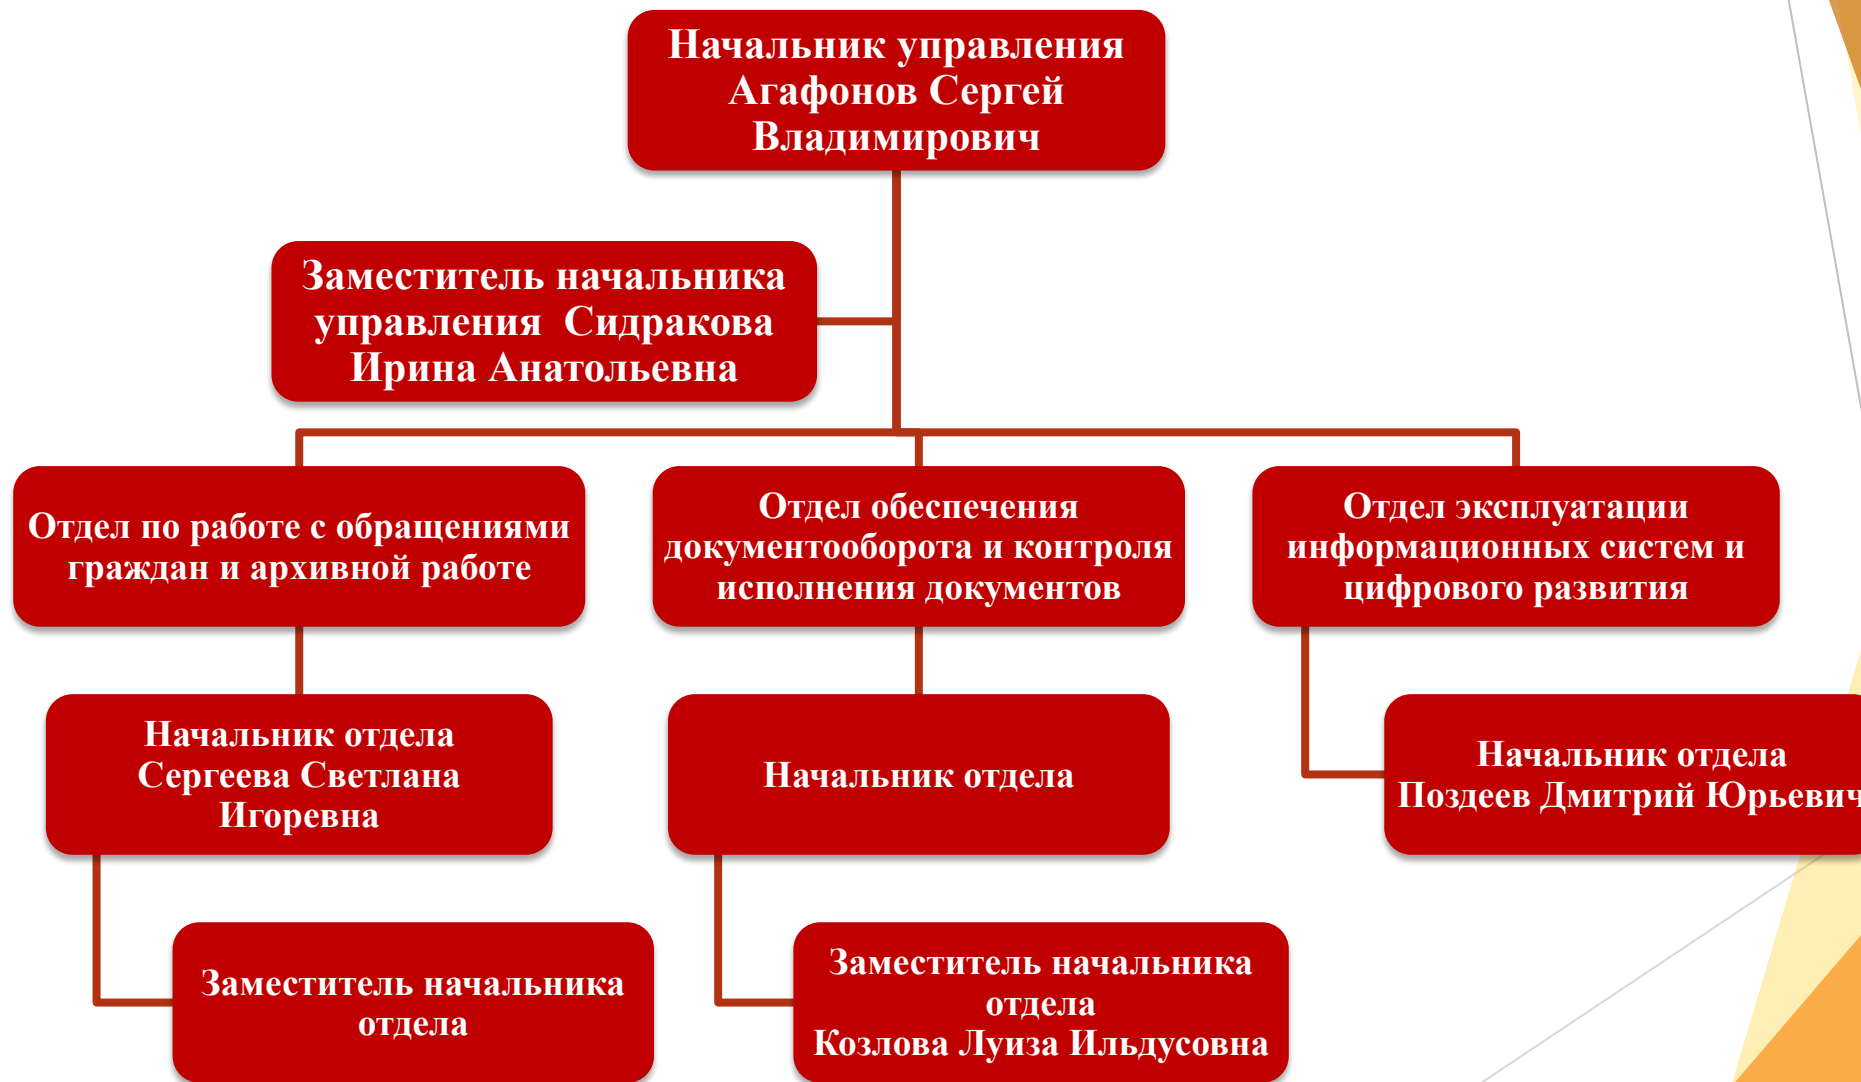 Начальник управления
Агафонов Сергей
Владимирович
Заместитель начальника
управления Сидракова
Ирина Анатольевна
Отдел по работе с обращениями
граждан и архивной работе
Отдел обеспечения
документооборота и контроля
исполнения документов
Отдел эксплуатации
информационных систем и
цифрового развития
Начальник отдела
Сергеева Светлана
Игоревна
Начальник отдела
Начальник отдела
Поздеев Дмитрий Юрьевич
Заместитель начальника
отдела
Заместитель начальника
отдела
Козлова Луиза Ильдусовна